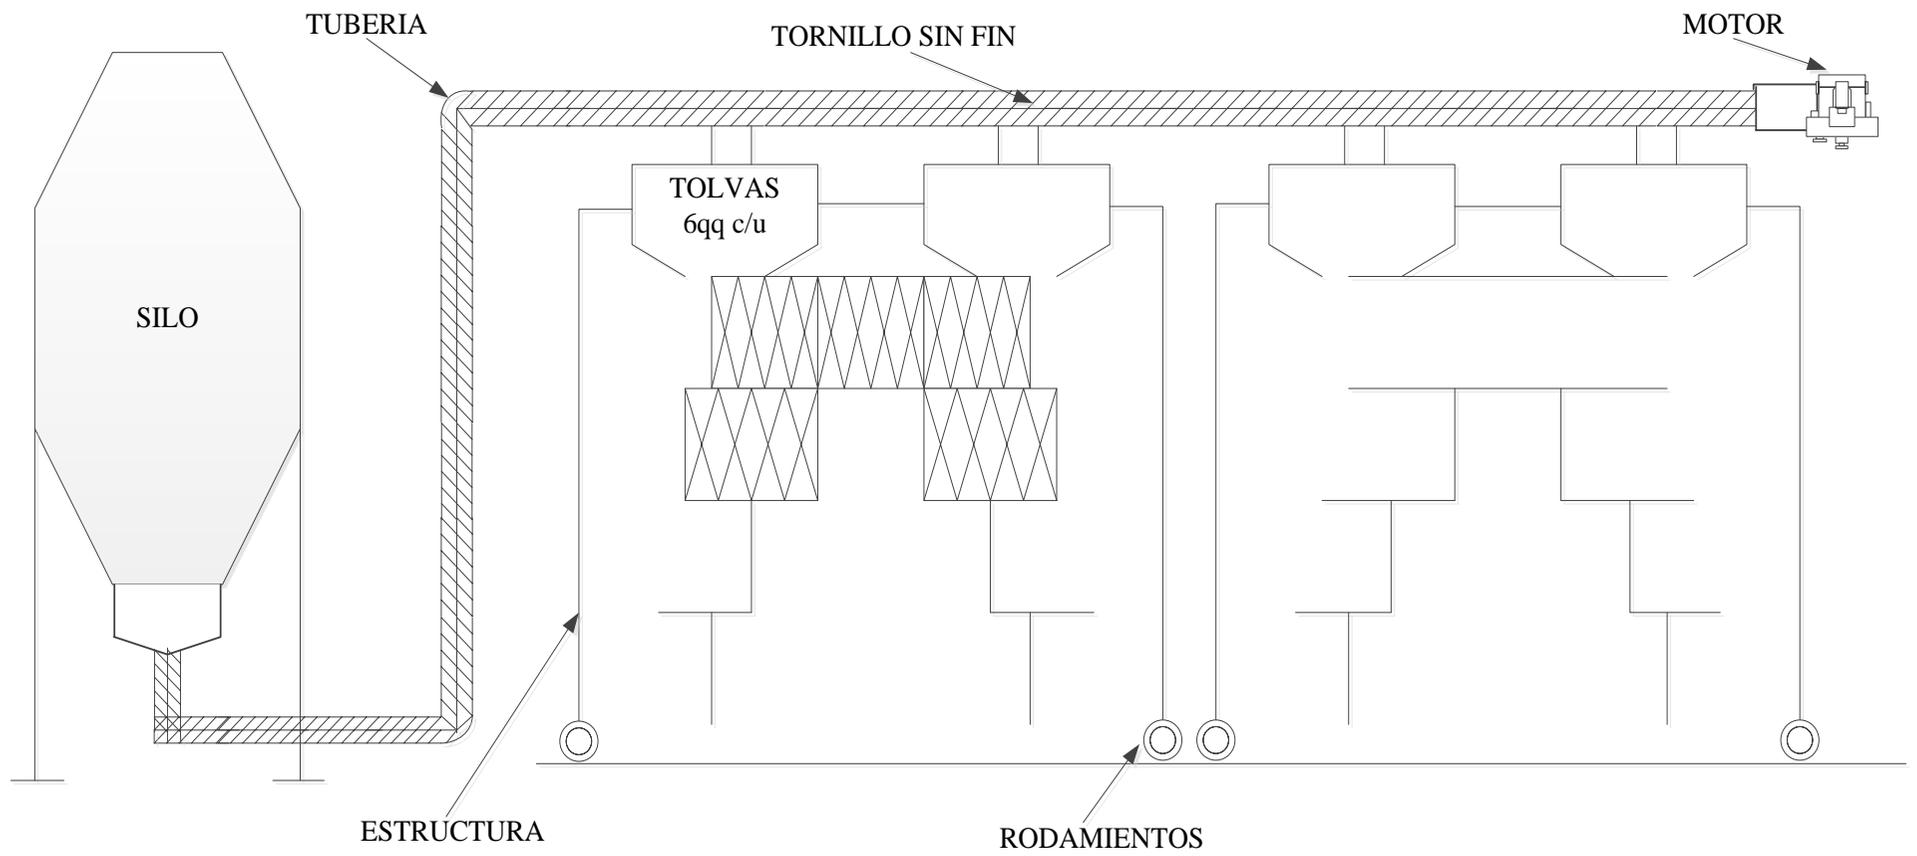 TUBERIA
TORNILLO SIN FIN
MOTOR
TOLVAS
6qq c/u
SILO
ESTRUCTURA
RODAMIENTOS